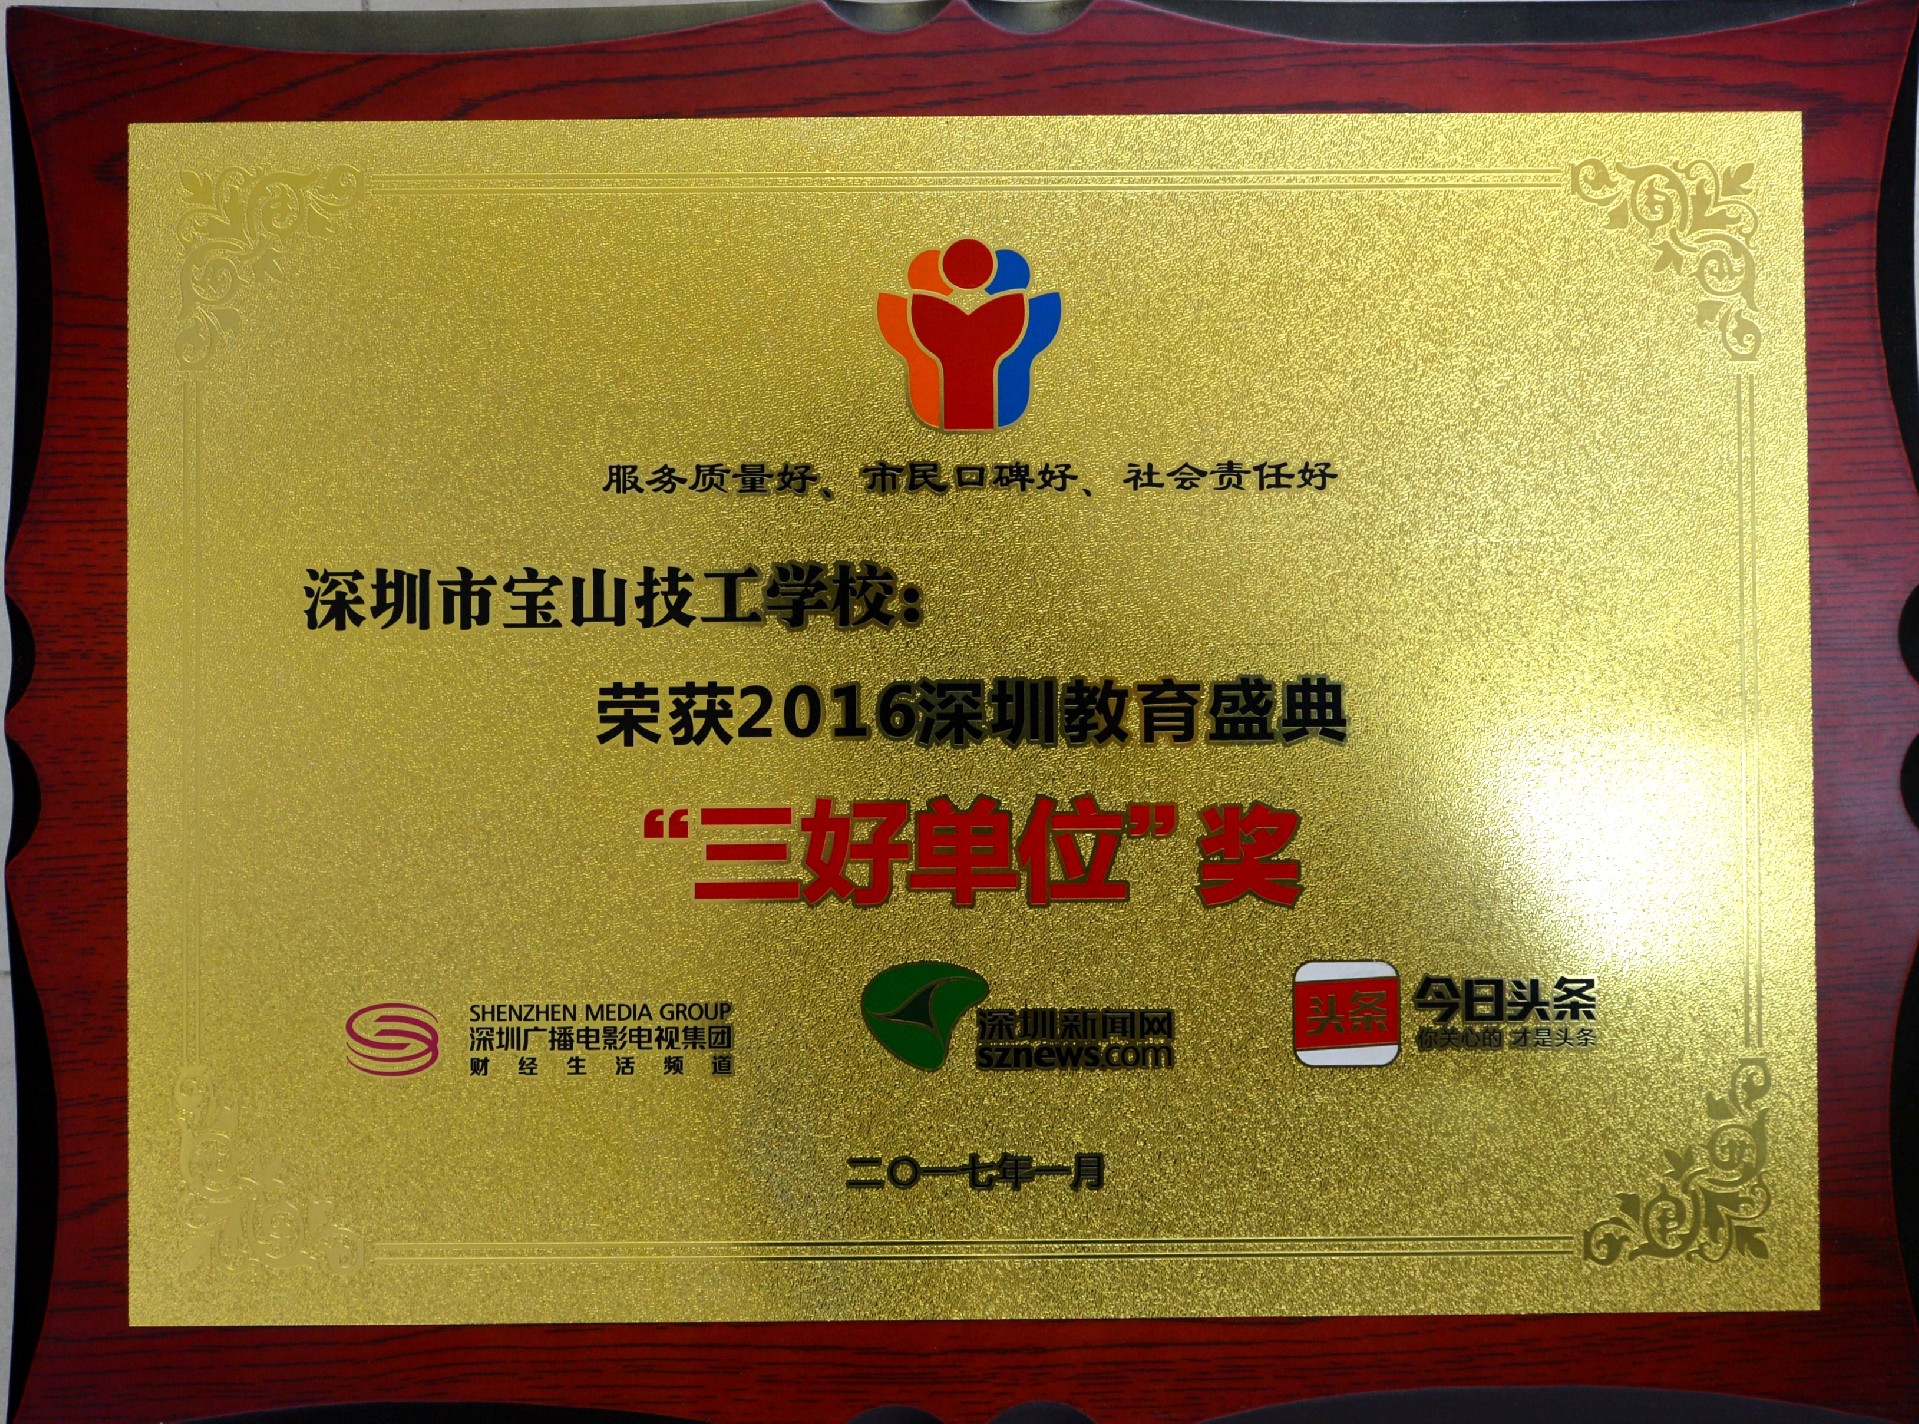 服务质量好、市民口碑好、社会责任好
深圳市宝山技工学校：
荣获2016深圳教育盛典
“三好单位”奖
SHENZHEN MEDIA GROUP
深圳广播电影电视集团
财经生活频道
深圳新闻网
sznews.com
头条
今日头条
你关心的 才是头条
二〇一七年一月